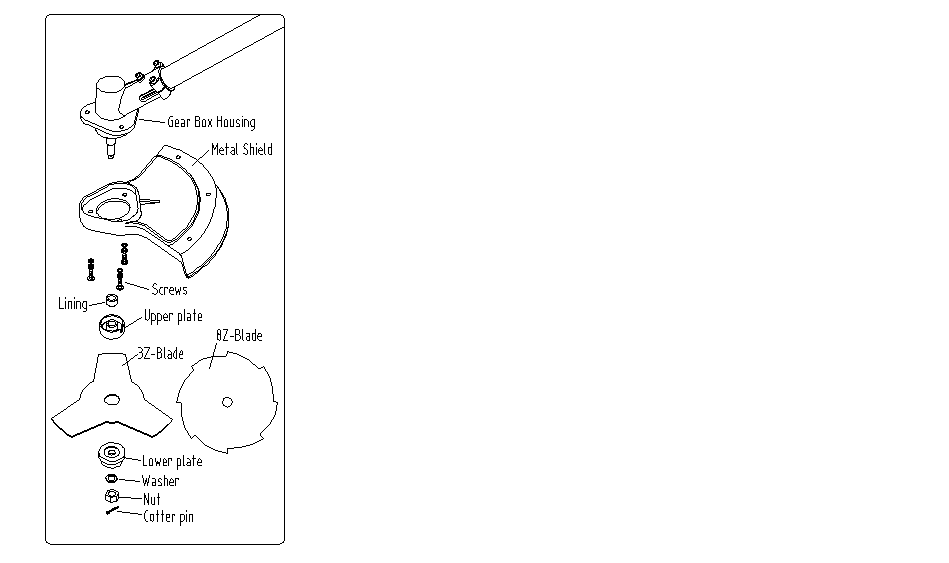 Gear Box Housing
Metal Shield
Screws
Lining
Upper plate
8Z-Blade
3Z-Blade
Lower plate
Washer
Nut
Cotter pin